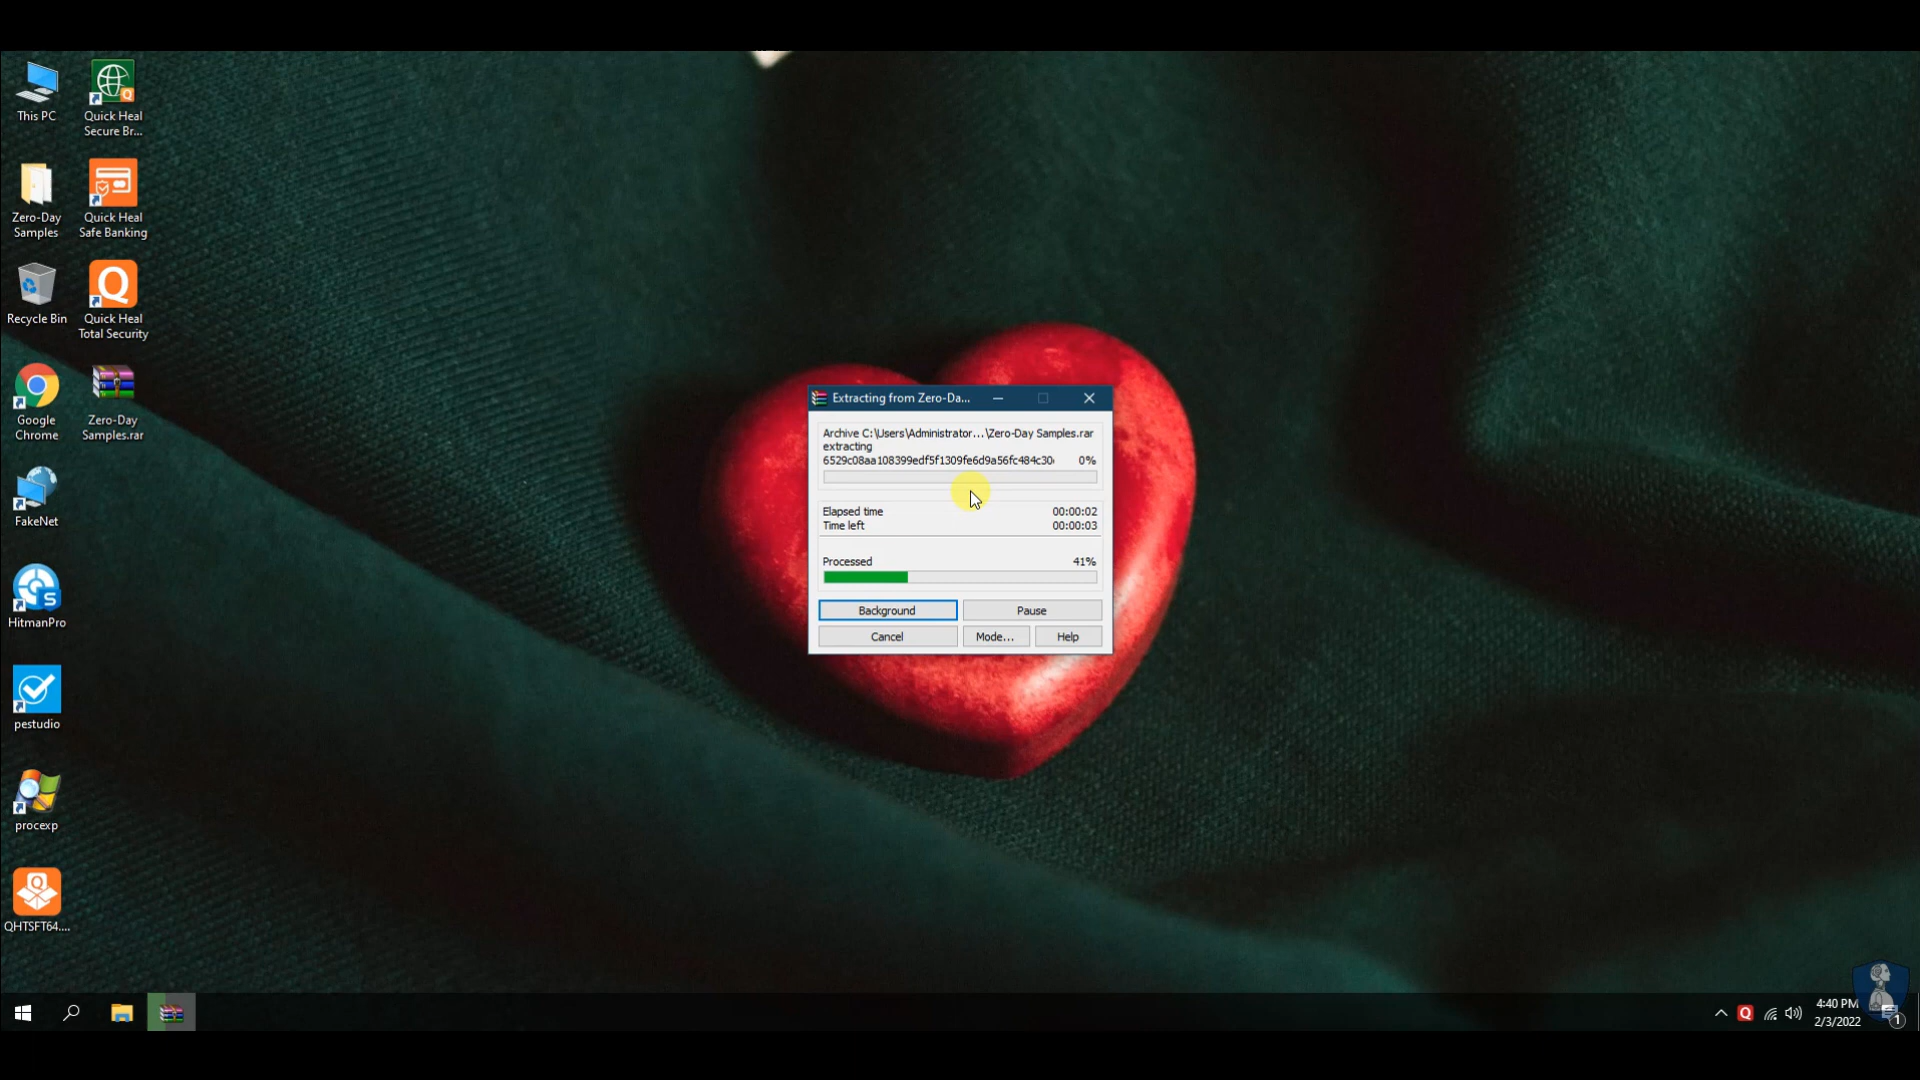 This PC
Quick Heal
Secure Br...
Zero-Day
Samples
Quick Heal
Safe Banking
Recycle Bin
Quick Heal
Total Security
Google
Chrome
Zero-Day
Samples.rar
FakeNet
HitmanPro
pestudio
procexp
QHTSFT64....
Extracting from Zero-Da...
Archive C:\Users\Administrator...\Zero-Day Samples.rar
extracting
6529c08aa108399edf5f1309fe6d9a56fc484c30 0%
Elapsed time 00:00:02
Time left 00:00:03
Processed 41%
Background Pause
Cancel Mode... Help
4:40 PM
2/3/2022
1